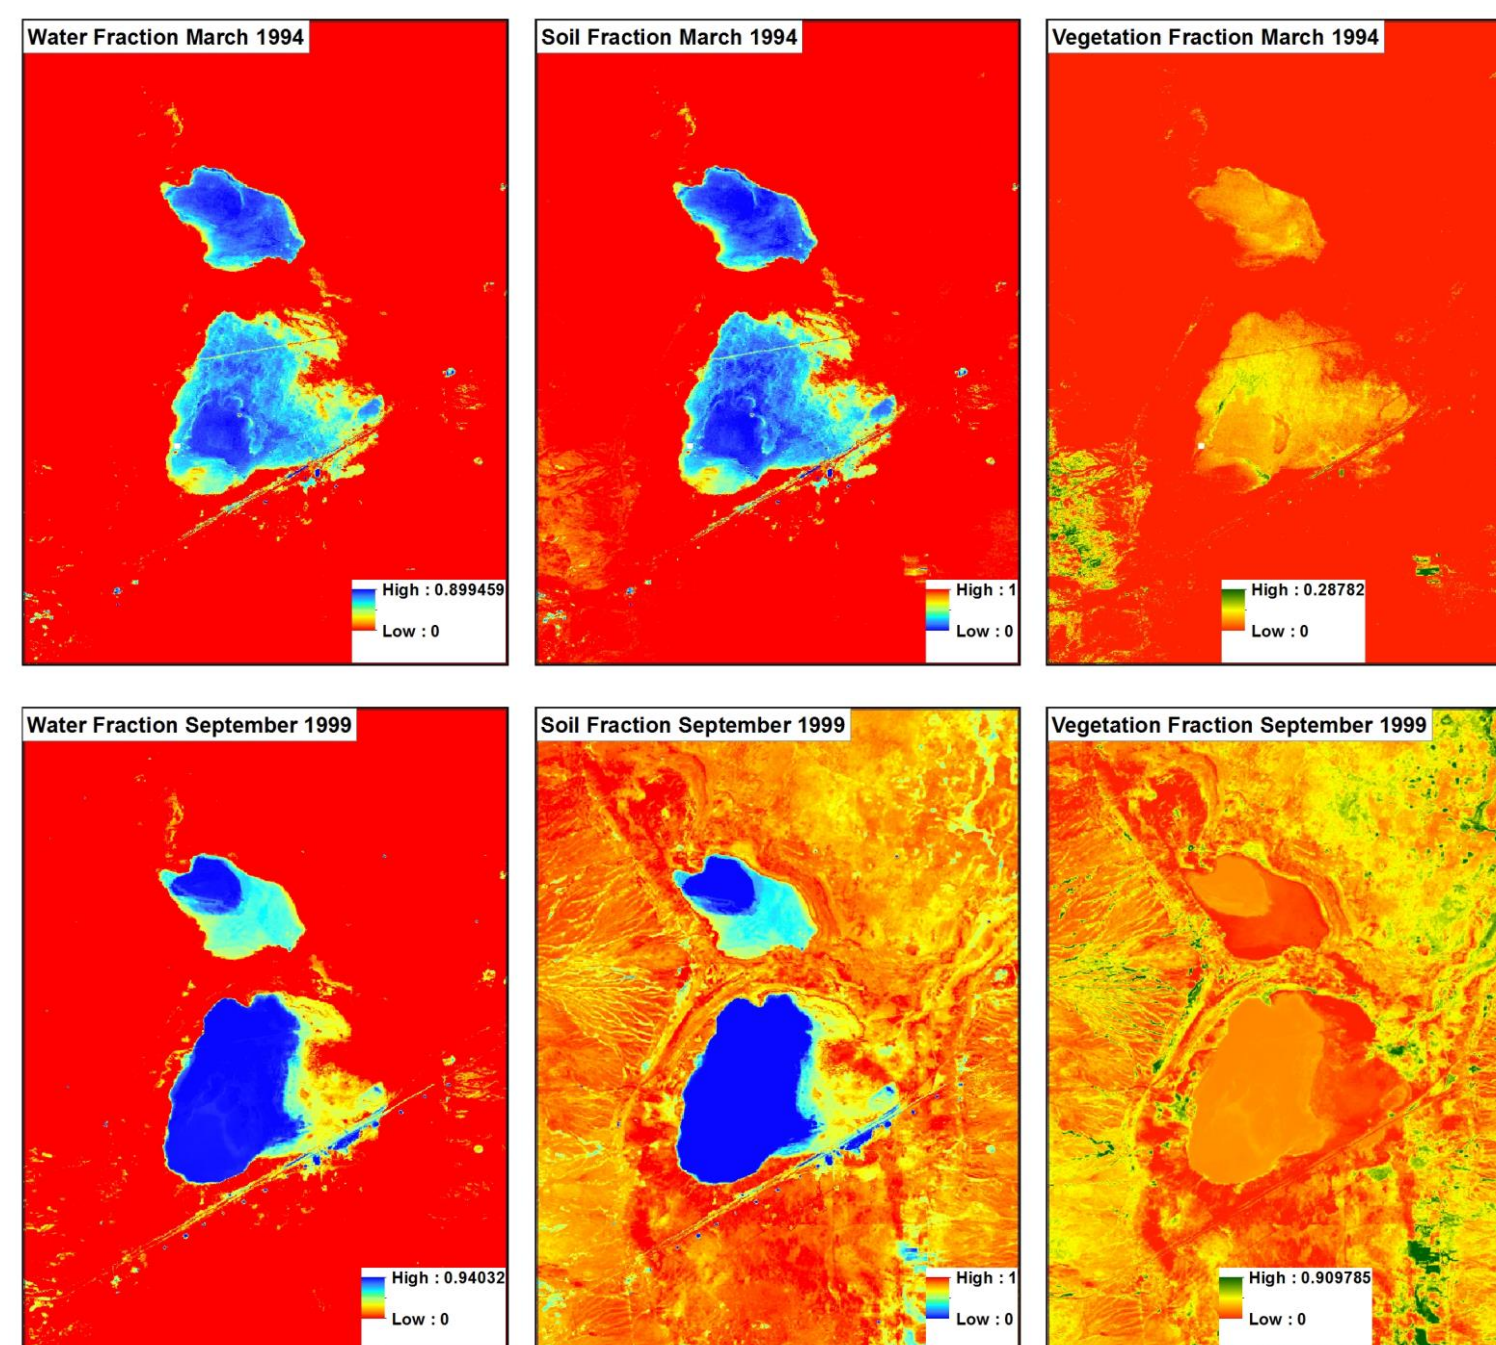 Water Fraction March 1994
Soil Fraction March 1994
Vegetation Fraction March 1994
High : 0.899459
Low : 0
High : 1
Low : 0
High : 0.28782
Low : 0
Water Fraction September 1999
Soil Fraction September 1999
Vegetation Fraction September 1999
High : 0.94032
Low : 0
High : 1
Low : 0
High : 0.909785
Low : 0